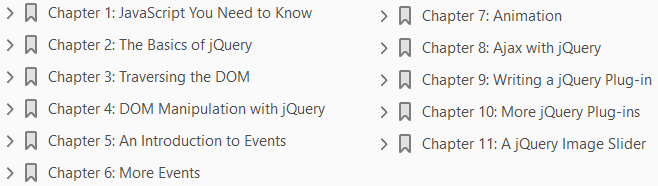 Chapter 1: JavaScript You Need to Know
Chapter 2: The Basics of jQuery
Chapter 3: Traversing the DOM
Chapter 4: DOM Manipulation with jQuery
Chapter 5: An Introduction to Events
Chapter 6: More Events
Chapter 7: Animation
Chapter 8: Ajax with jQuery
Chapter 9: Writing a jQuery Plug-in
Chapter 10: More jQuery Plug-ins
Chapter 11: A jQuery Image Slider